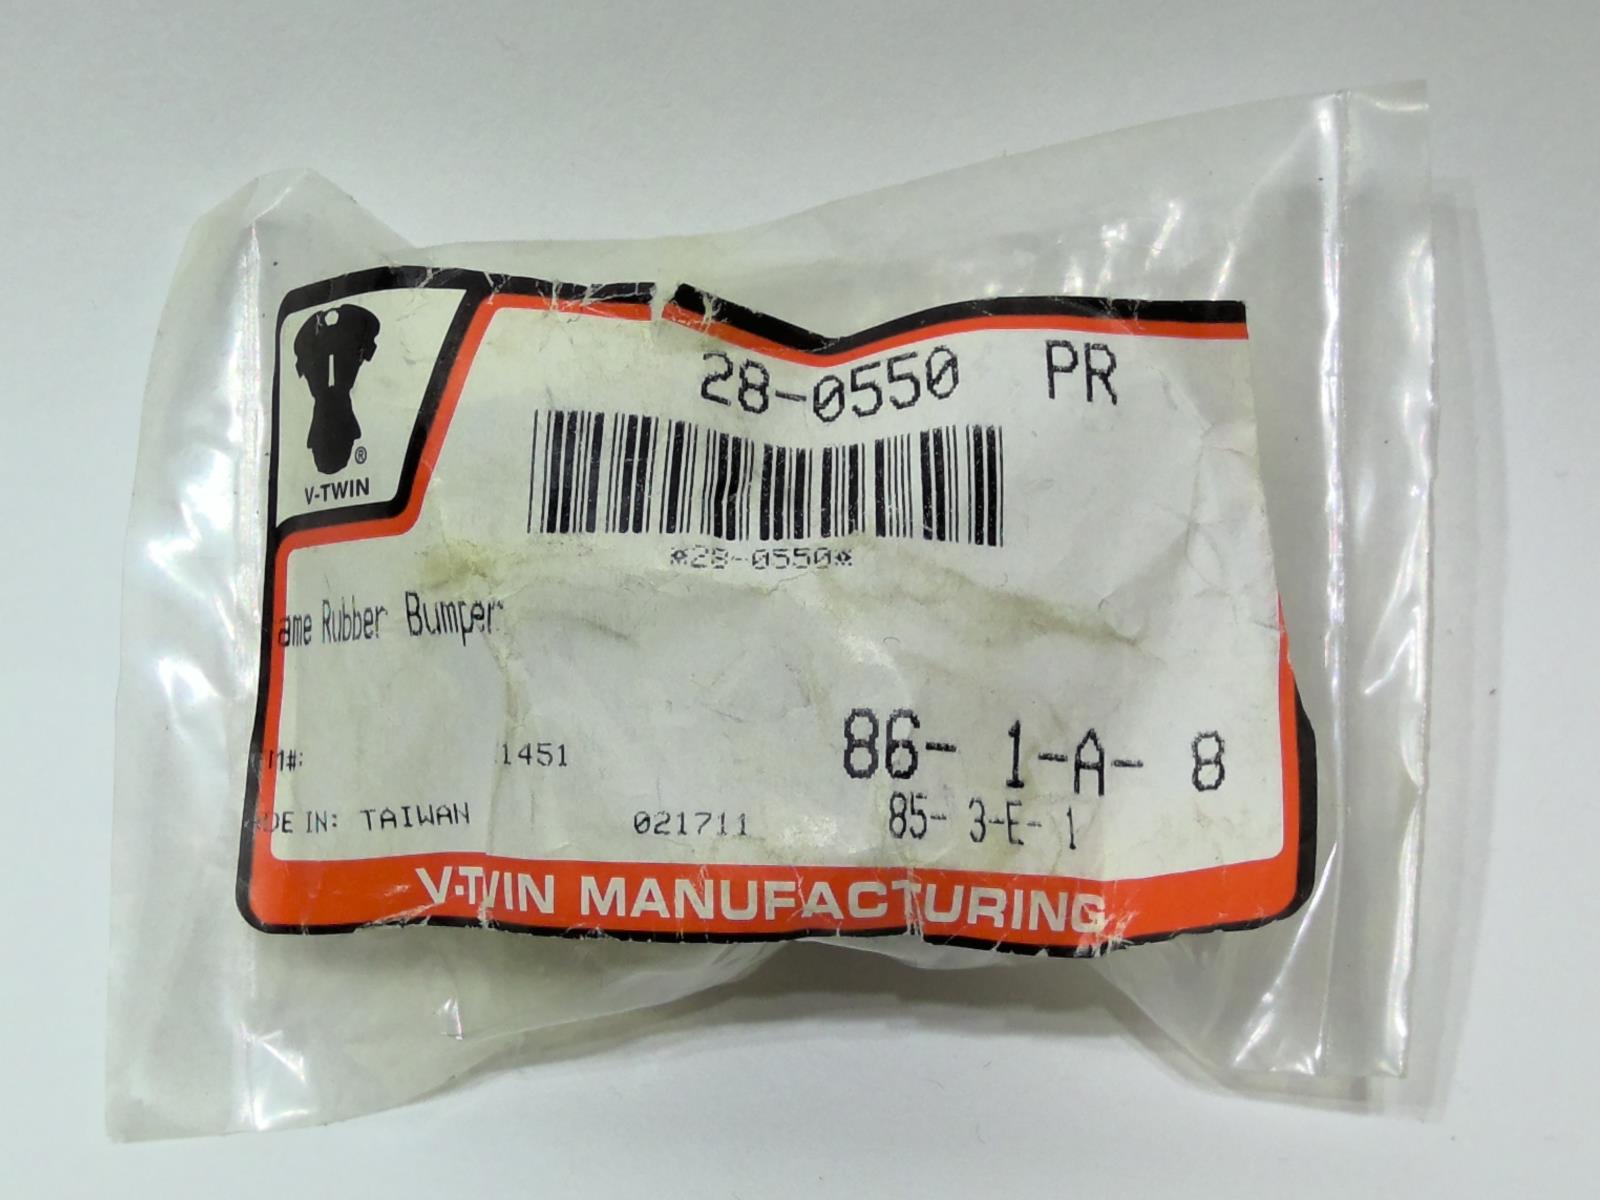 28-0550 PR
*28-0550*
ame Rubber Bumper
® V-TWIN
M#: 1451
DE IN: TAIWAN 021711
86- 1-A- 8
85- 3-E- 1
V-TWIN MANUFACTURING